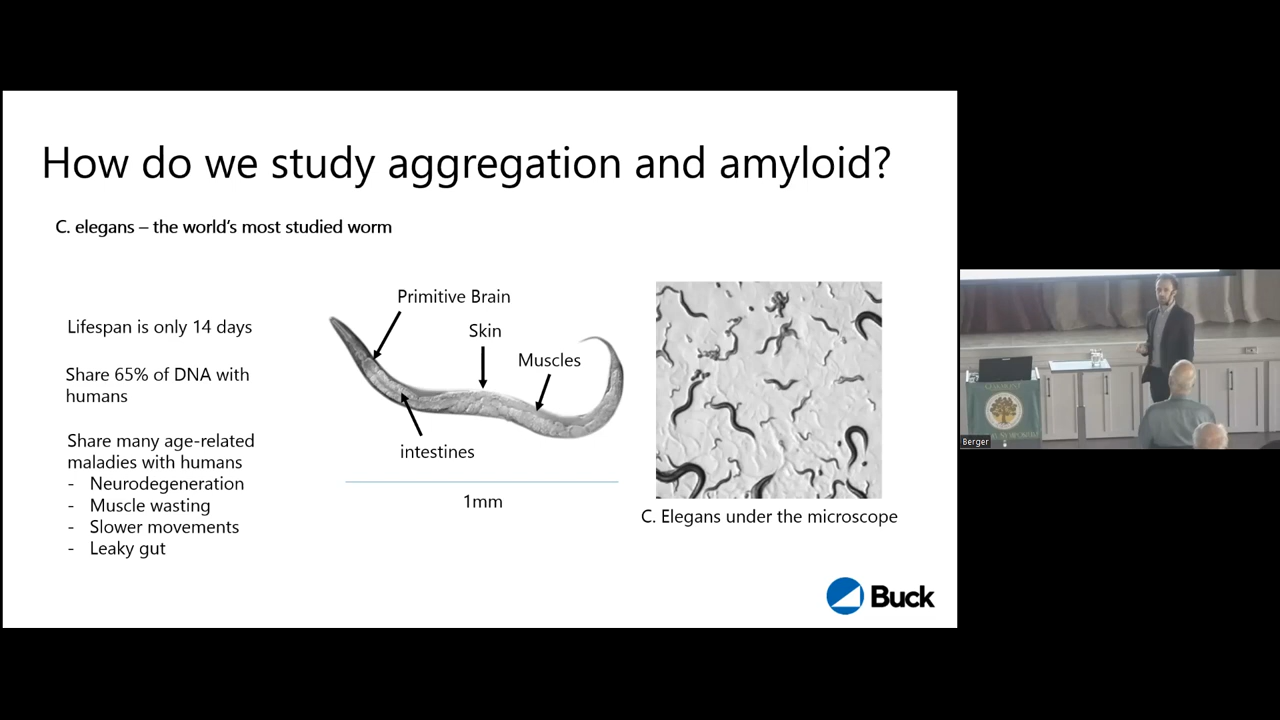 How do we study aggregation and amyloid?
C. elegans – the world's most studied worm
Lifespan is only 14 days
Share 65% of DNA with
humans
Share many age-related
maladies with humans
- Neurodegeneration
- Muscle wasting
- Slower movements
- Leaky gut
Primitive Brain
Skin
Muscles
intestines
1mm
C. Elegans under the microscope
Buck
Berger